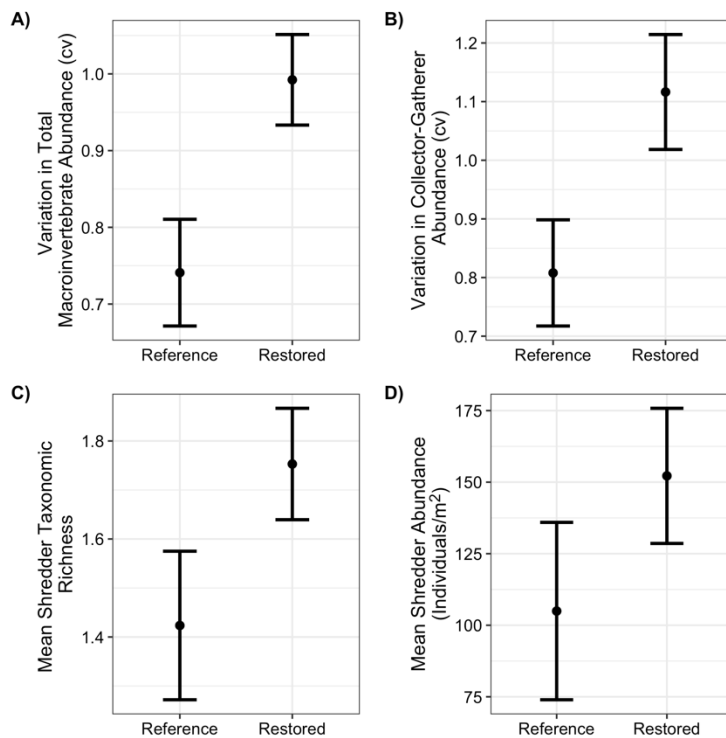 A)
Variation in Total
Macroinvertebrate Abundance (cv)
1.0
0.9
0.8
0.7
Reference Restored
B)
Variation in Collector-Gatherer
Abundance (cv)
1.2
1.1
1.0
0.9
0.8
0.7
Reference Restored
C)
Mean Shredder Taxonomic
Richness
1.8
1.6
1.4
Reference Restored
D)
Mean Shredder Abundance
(Individuals/m²)
175
150
125
100
75
Reference Restored